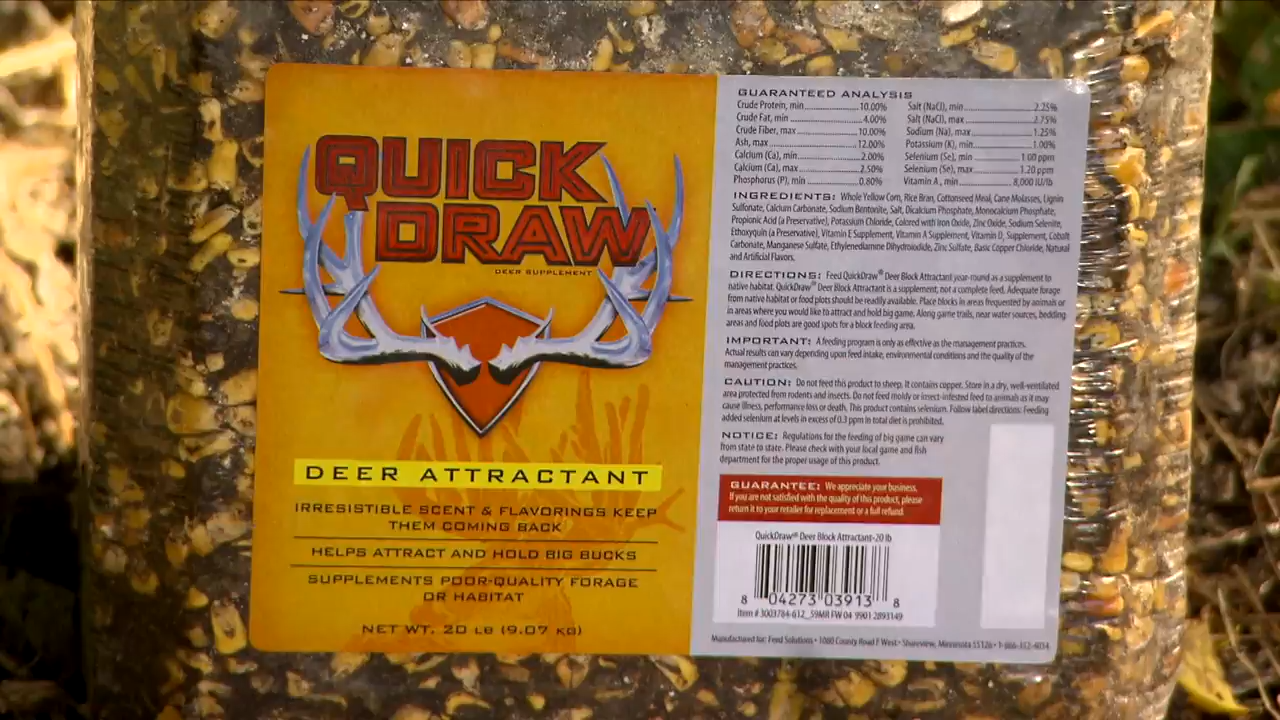 QUICK
DRAW
DEER SUPPLEMENT
DEER ATTRACTANT
IRRESISTIBLE SCENT & FLAVORINGS KEEP
THEM COMING BACK
HELPS ATTRACT AND HOLD BIG BUCKS
SUPPLEMENTS POOR-QUALITY FORAGE
OR HABITAT
NET WT. 20 LB (9.07 KG)
GUARANTEED ANALYSIS
Crude Protein, min 10.00%
Crude Fat, min 4.00%
Crude Fiber, max 10.00%
Ash, max 12.00%
Calcium (Ca), min 2.00%
Calcium (Ca), max 2.50%
Phosphorus (P), min 0.80%
Salt (NaCl), min 2.25%
Salt (NaCl), max 2.75%
Sodium (Na), max 1.25%
Potassium (K), min 1.00%
Selenium (Se), min 1.00 ppm
Selenium (Se), max 1.20 ppm
Vitamin A, min 8,000 IU/lb
INGREDIENTS: Whole Yellow Corn, Rice Bran, Cottonseed Meal, Cane Molasses, Lignin
Sulfonate, Calcium Carbonate, Sodium Bentonite, Salt, Dicalcium Phosphate, Monocalcium Phosphate,
Propionic Acid (a Preservative), Potassium Chloride, Colored with Iron Oxide, Zinc Oxide, Sodium Selenite,
Ethoxyquin (a Preservative), Vitamin E Supplement, Vitamin A Supplement, Vitamin D, Supplement, Cobalt
Carbonate, Manganese Sulfate, Ethylenediamine Dihydroiodide, Zinc Sulfate, Basic Copper Chloride, Natural
and Artificial Flavors.
DIRECTIONS: Feed QuickDraw® Deer Block Attractant year-round as a supplement to
native habitat. QuickDraw® Deer Block Attractant is a supplement, not a complete feed. Adequate forage
from native habitat or food plots should be readily available. Place blocks in areas frequented by animals or
in areas where you would like to attract and hold big game. Along game trails, near water sources, bedding
areas and food plots are good spots for a block feeding area.
IMPORTANT: A feeding program is only as effective as the management practices.
Actual results can vary depending upon feed intake, environmental conditions and the quality of the
management practices.
CAUTION: Do not feed this product to sheep. It contains copper. Store in a dry, well-ventilated
area protected from rodents and insects. Do not feed moldy or insect-infested feed to animals as it may
cause illness, performance loss or death. This product contains selenium. Follow label directions: Feeding
added selenium at levels in excess of 0.3 ppm in total diet is prohibited.
NOTICE: Regulations for the feeding of big game can vary
from state to state. Please check with your local game and fish
department for the proper usage of this product.
GUARANTEE: We appreciate your business.
If you are not satisfied with the quality of this product, please
return it to your retailer for replacement or a full refund.
QuickDraw® Deer Block Attractant-20 lb
8 04273 03913 8
Item # 3003784-612_59MR FW 04 9901 2893149
Manufactured for: Feed Solutions • 1080 County Road F West • Shoreview, Minnesota 55126 • 1-866-312-4034